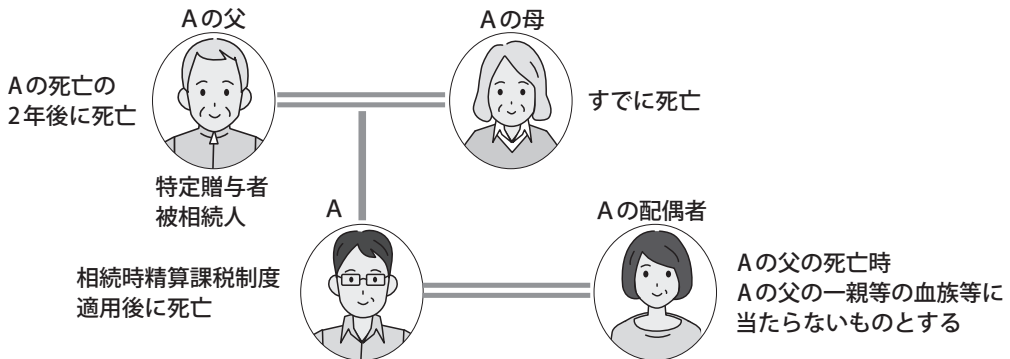 Aの父
Aの母
Aの死亡の
2年後に死亡
すでに死亡
特定贈与者
被相続人
A
Aの配偶者
相続時精算課税制度
適用後に死亡
Aの父の死亡時
Aの父の一親等の血族等に
当たらないものとする